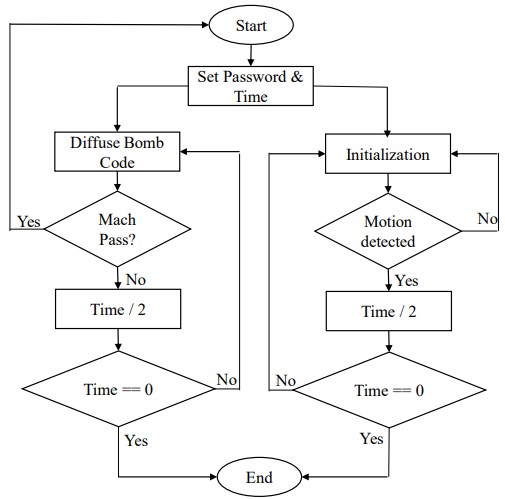 Start
Set Password &
Time
Diffuse Bomb
Code
Initialization
Yes
Mach
Pass?
Motion
detected
No
No
Yes
Time / 2
Time / 2
No
No
Time == 0
Time == 0
Yes
Yes
End